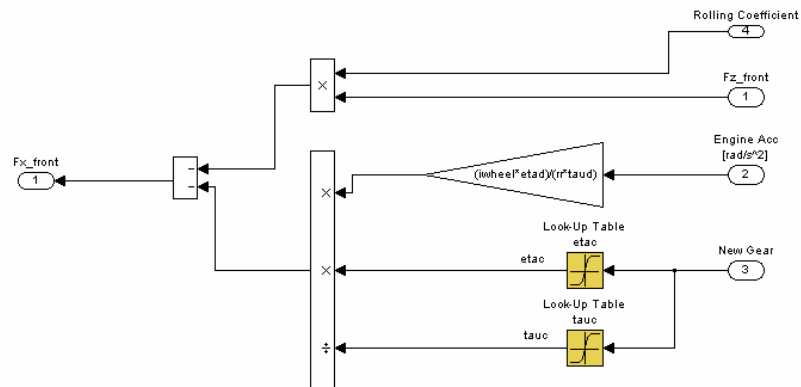 Rolling Coefficient
4
Fz_front
1
×
Engine Acc
[rad/s^2]
2
(iwheel*etad)/(rr*taud)
×
Fx_front
1
−
−
Look-Up Table
etac
New Gear
3
etac
×
Look-Up Table
tauc
tauc
÷